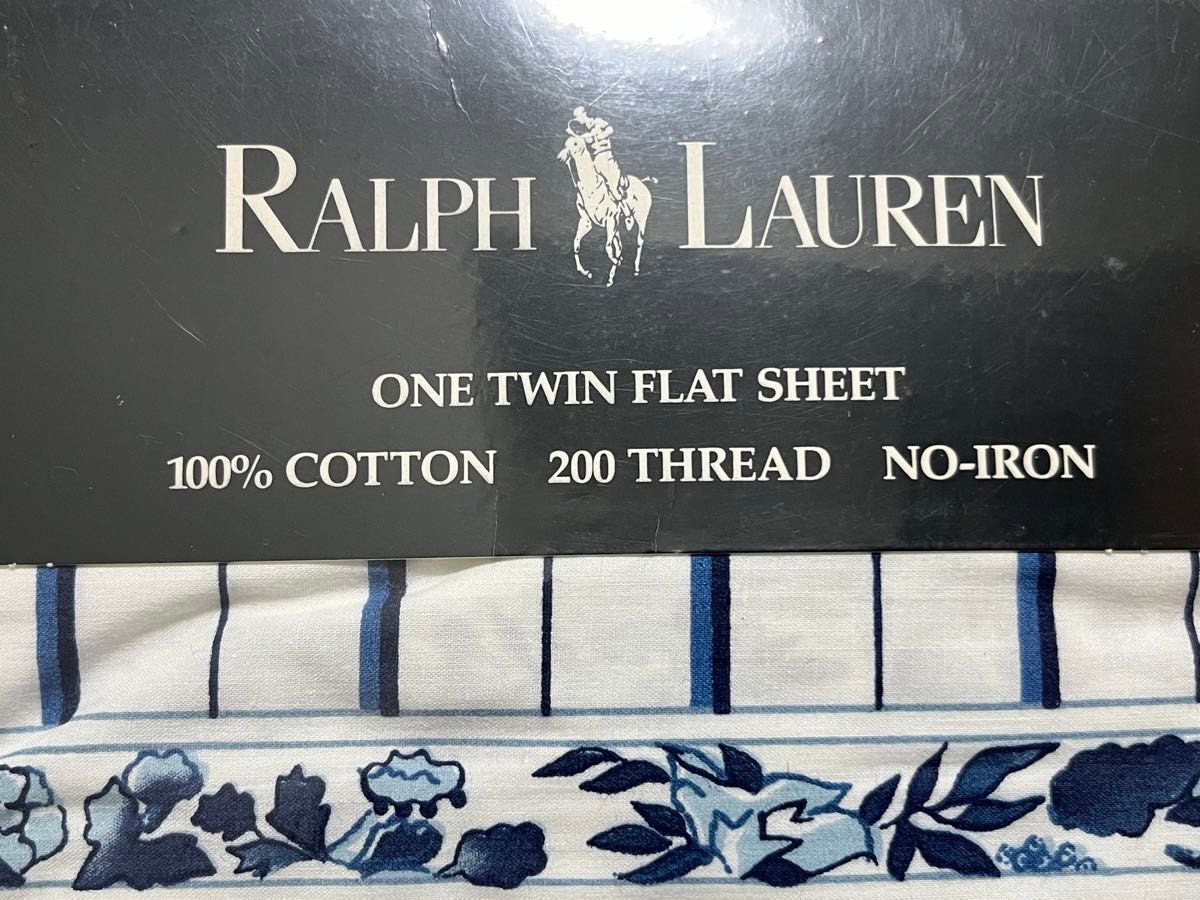 RALPH LAUREN
ONE TWIN FLAT SHEET
100% COTTON 200 THREAD NO-IRON